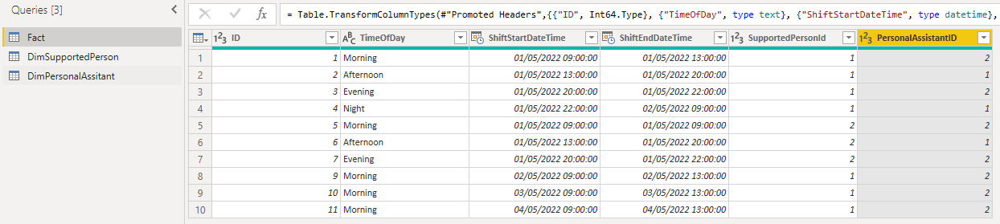 Queries [3]
Fact
DimSupportedPerson
DimPersonalAssitant
fx = Table.TransformColumnTypes(#"Promoted Headers",{{"ID", Int64.Type}, {"TimeOfDay", type text}, {"ShiftStartDateTime", type datetime},
1²3 ID ABC TimeOfDay ShiftStartDateTime ShiftEndDateTime 1²3 SupportedPersonId 1²3 PersonalAssistantID
1 1 Morning 01/05/2022 09:00:00 01/05/2022 13:00:00 1 2
2 2 Afternoon 01/05/2022 13:00:00 01/05/2022 20:00:00 1 1
3 3 Evening 01/05/2022 20:00:00 01/05/2022 22:00:00 1 2
4 4 Night 01/05/2022 22:00:00 02/05/2022 09:00:00 1 1
5 5 Morning 01/05/2022 09:00:00 01/05/2022 09:00:00 2 2
6 6 Afternoon 01/05/2022 13:00:00 01/05/2022 20:00:00 2 1
7 7 Evening 01/05/2022 20:00:00 01/05/2022 22:00:00 2 2
8 9 Morning 02/05/2022 09:00:00 02/05/2022 13:00:00 1 2
9 10 Morning 03/05/2022 09:00:00 03/05/2022 13:00:00 1 2
10 11 Morning 04/05/2022 09:00:00 04/05/2022 13:00:00 1 2